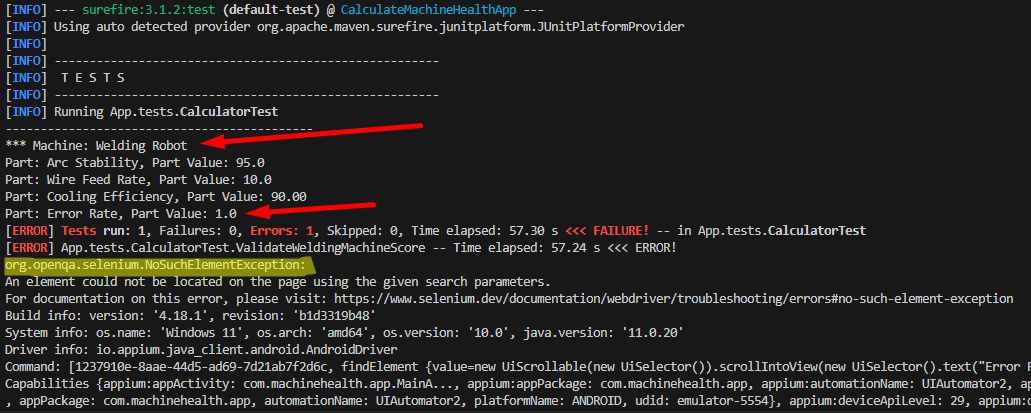 [INFO] --- surefire:3.1.2:test (default-test) @ CalculateMachineHealthApp ---
[INFO] Using auto detected provider org.apache.maven.surefire.junitplatform.JUnitPlatformProvider
[INFO]
[INFO] -------------------------------------------------------
[INFO]  T E S T S
[INFO] -------------------------------------------------------
[INFO] Running App.tests.CalculatorTest
--------------------------------------------
*** Machine: Welding Robot
Part: Arc Stability, Part Value: 95.0
Part: Wire Feed Rate, Part Value: 10.0
Part: Cooling Efficiency, Part Value: 90.00
Part: Error Rate, Part Value: 1.0
[ERROR] Tests run: 1, Failures: 0, Errors: 1, Skipped: 0, Time elapsed: 57.30 s <<< FAILURE! -- in App.tests.CalculatorTest
[ERROR] App.tests.CalculatorTest.ValidateWeldingMachineScore -- Time elapsed: 57.24 s <<< ERROR!
org.openqa.selenium.NoSuchElementException:
An element could not be located on the page using the given search parameters.
For documentation on this error, please visit: https://www.selenium.dev/documentation/webdriver/troubleshooting/errors#no-such-element-exception
Build info: version: '4.18.1', revision: 'b1d3319b48'
System info: os.name: 'Windows 11', os.arch: 'amd64', os.version: '10.0', java.version: '11.0.20'
Driver info: io.appium.java_client.android.AndroidDriver
Command: [1237910e-8aae-44d5-ad69-7d21ab7f2d6c, findElement {value=new UiScrollable(new UiSelector()).scrollIntoView(new UiSelector().text("Error
Capabilities {appium:appActivity: com.machinehealth.app.MainA..., appium:appPackage: com.machinehealth.app, appium:automationName: UIAutomator2,
, appPackage: com.machinehealth.app, automationName: UIAutomator2, platformName: ANDROID, udid: emulator-5554}, appium:deviceApiLevel: 29,